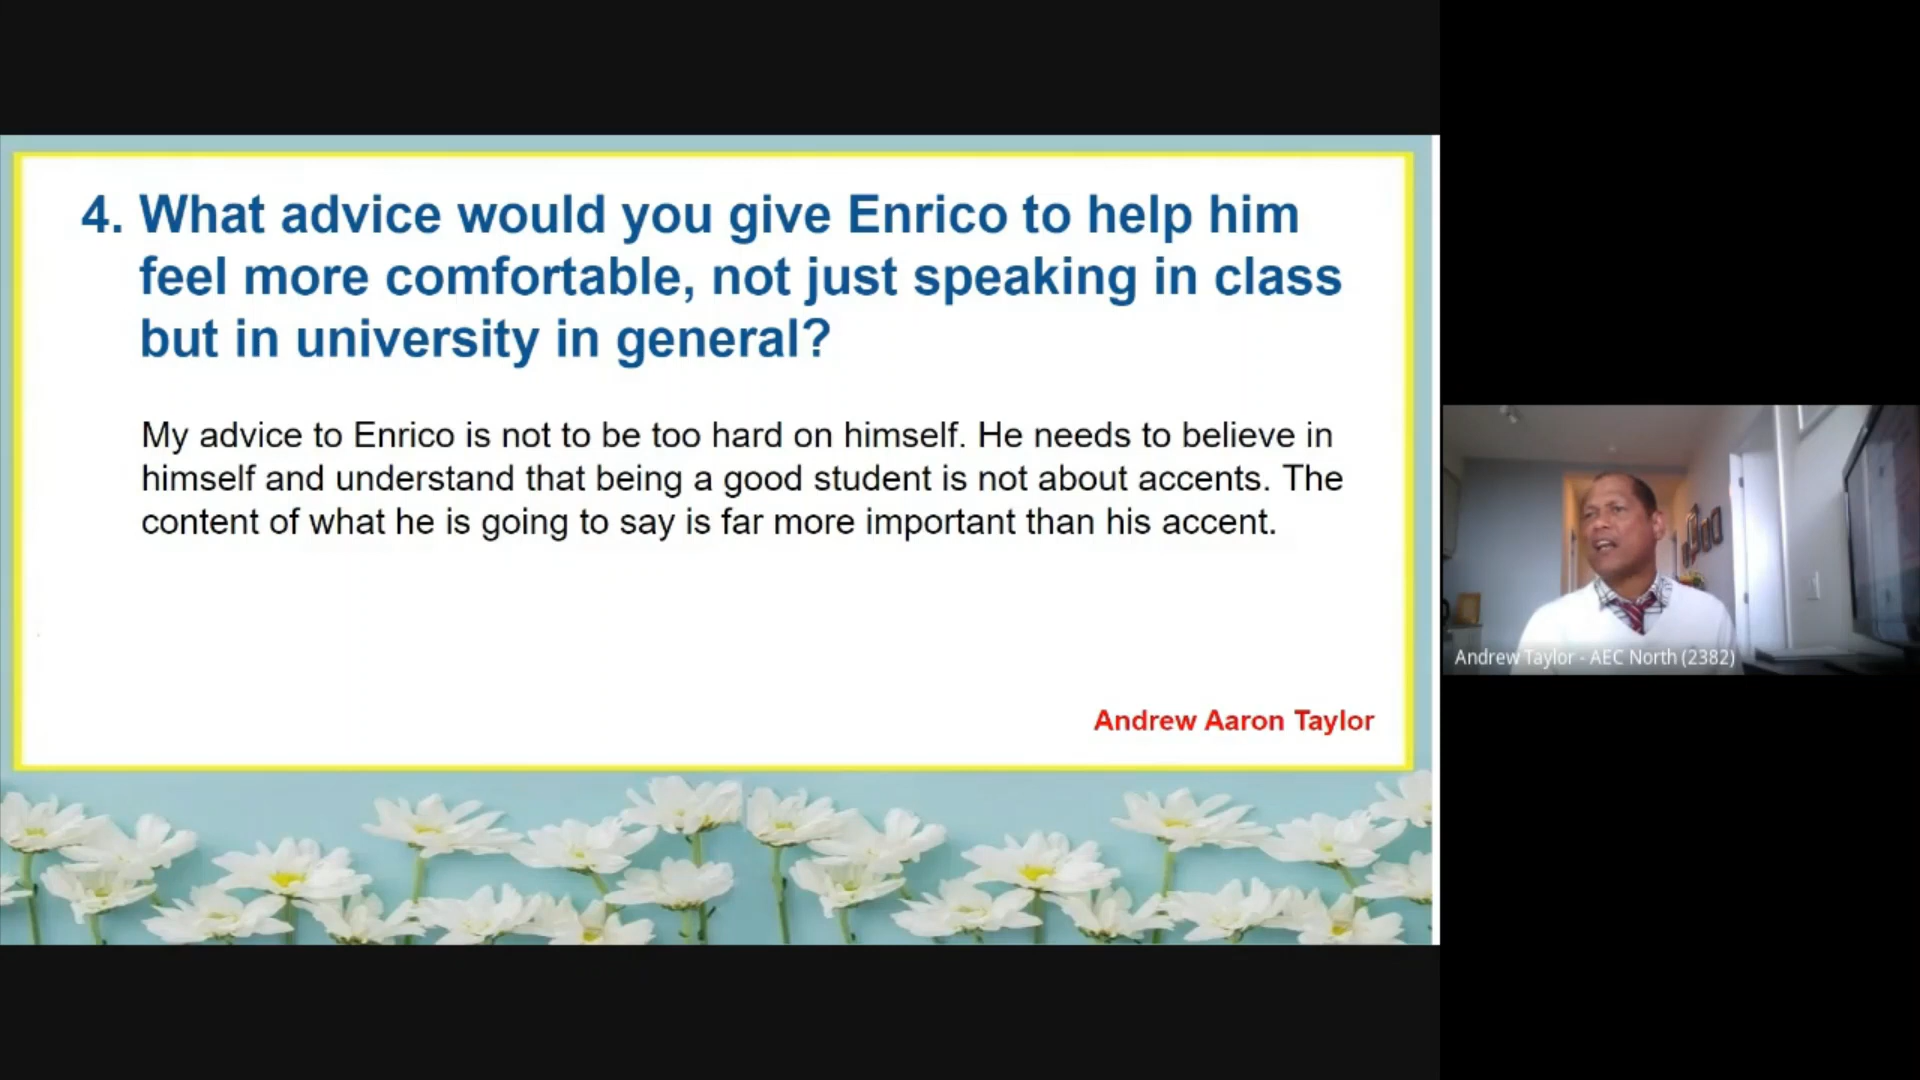 4. What advice would you give Enrico to help him
feel more comfortable, not just speaking in class
but in university in general?
My advice to Enrico is not to be too hard on himself. He needs to believe in
himself and understand that being a good student is not about accents. The
content of what he is going to say is far more important than his accent.
Andrew Aaron Taylor
Andrew Taylor - AEC North (2382)